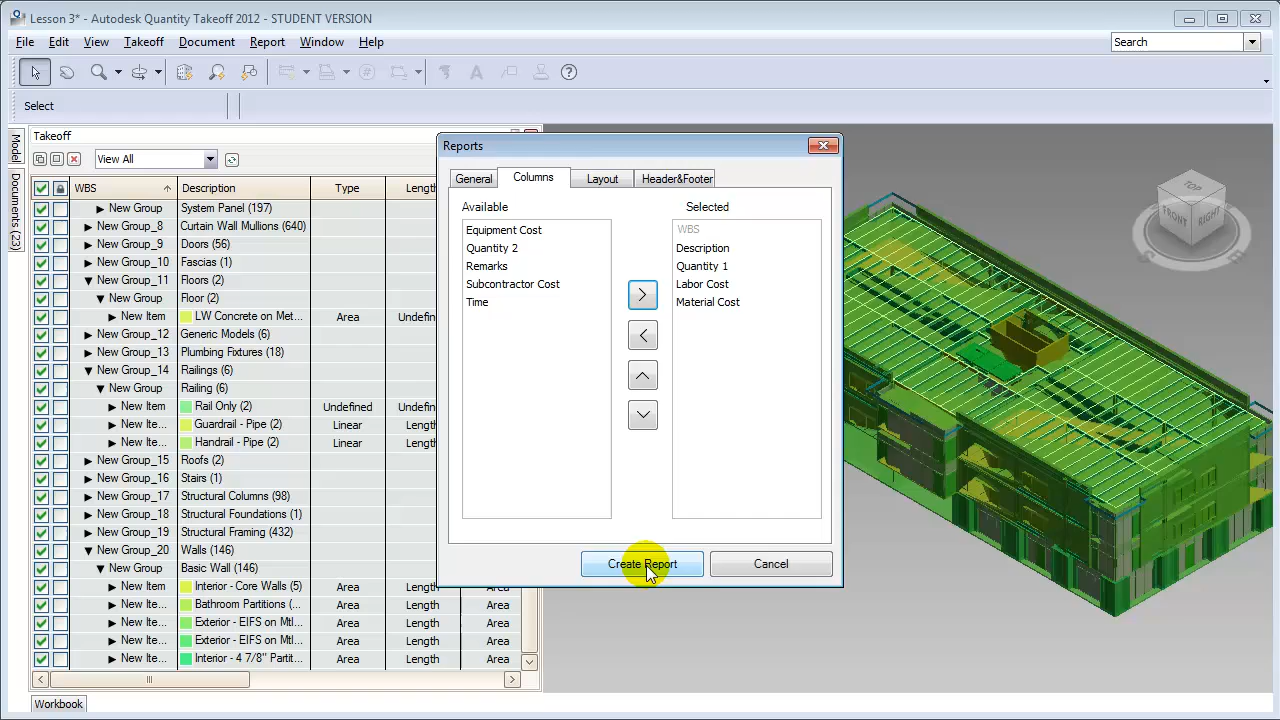 Lesson 3* - Autodesk Quantity Takeoff 2012 - STUDENT VERSION
File Edit View Takeoff Document Report Window Help
Search
Select
Model
Documents (23)
Takeoff
View All
WBS Description Type Length
New Group System Panel (197)
New Group_8 Curtain Wall Mullions (640)
New Group_9 Doors (56)
New Group_10 Fascias (1)
New Group_11 Floors (2)
New Group Floor (2)
New Item LW Concrete on Met... Area Undefin
New Group_12 Generic Models (6)
New Group_13 Plumbing Fixtures (18)
New Group_14 Railings (6)
New Group Railing (6)
New Item Rail Only (2) Undefined Undefin
New Ite... Guardrail - Pipe (2) Linear Length
New Ite... Handrail - Pipe (2) Linear Length
New Group_15 Roofs (2)
New Group_16 Stairs (1)
New Group_17 Structural Columns (98)
New Group_18 Structural Foundations (1)
New Group_19 Structural Framing (432)
New Group_20 Walls (146)
New Group Basic Wall (146)
New Item Interior - Core Walls (5) Area Length Area
New Ite... Bathroom Partitions (... Area Length Area
New Ite... Exterior - EIFS on Mtl... Area Length Area
New Ite... Exterior - EIFS on Mtl... Area Length Area
New Ite... Interior - 4 7/8" Partit... Area Length Area
Workbook
Reports
General Columns Layout Header&Footer
Available
Equipment Cost
Quantity 2
Remarks
Subcontractor Cost
Time
Selected
WBS
Description
Quantity 1
Labor Cost
Material Cost
Create Report Cancel
TOP
FRONT RIGHT